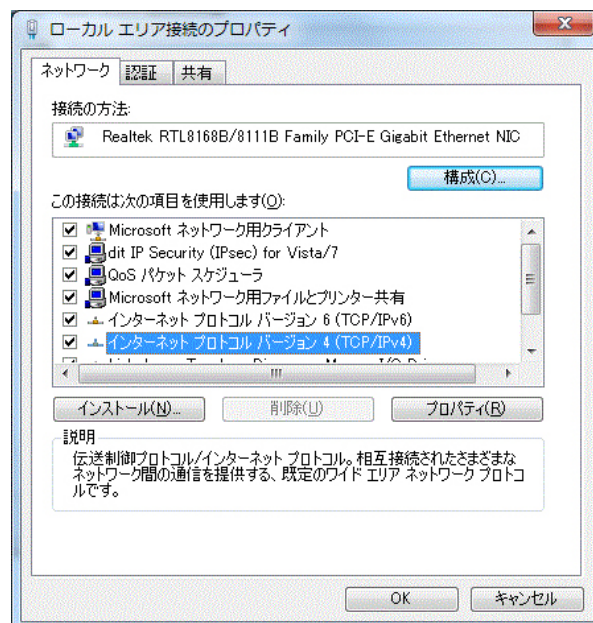 ローカル エリア接続のプロパティ
ネットワーク 認証 共有
接続の方法:
Realtek RTL8168B/8111B Family PCI-E Gigabit Ethernet NIC
構成(C)...
この接続は次の項目を使用します(O):
Microsoft ネットワーク用クライアント
dit IP Security (IPsec) for Vista/7
QoS パケット スケジューラ
Microsoft ネットワーク用ファイルとプリンター共有
インターネット プロトコル バージョン 6 (TCP/IPv6)
インターネット プロトコル バージョン 4 (TCP/IPv4)
インストール(N)... 削除(U) プロパティ(R)
説明
伝送制御プロトコル/インターネット プロトコル。相互接続されたさまざまな
ネットワーク間の通信を提供する、既定のワイド エリア ネットワーク プロトコ
ルです。
OK キャンセル